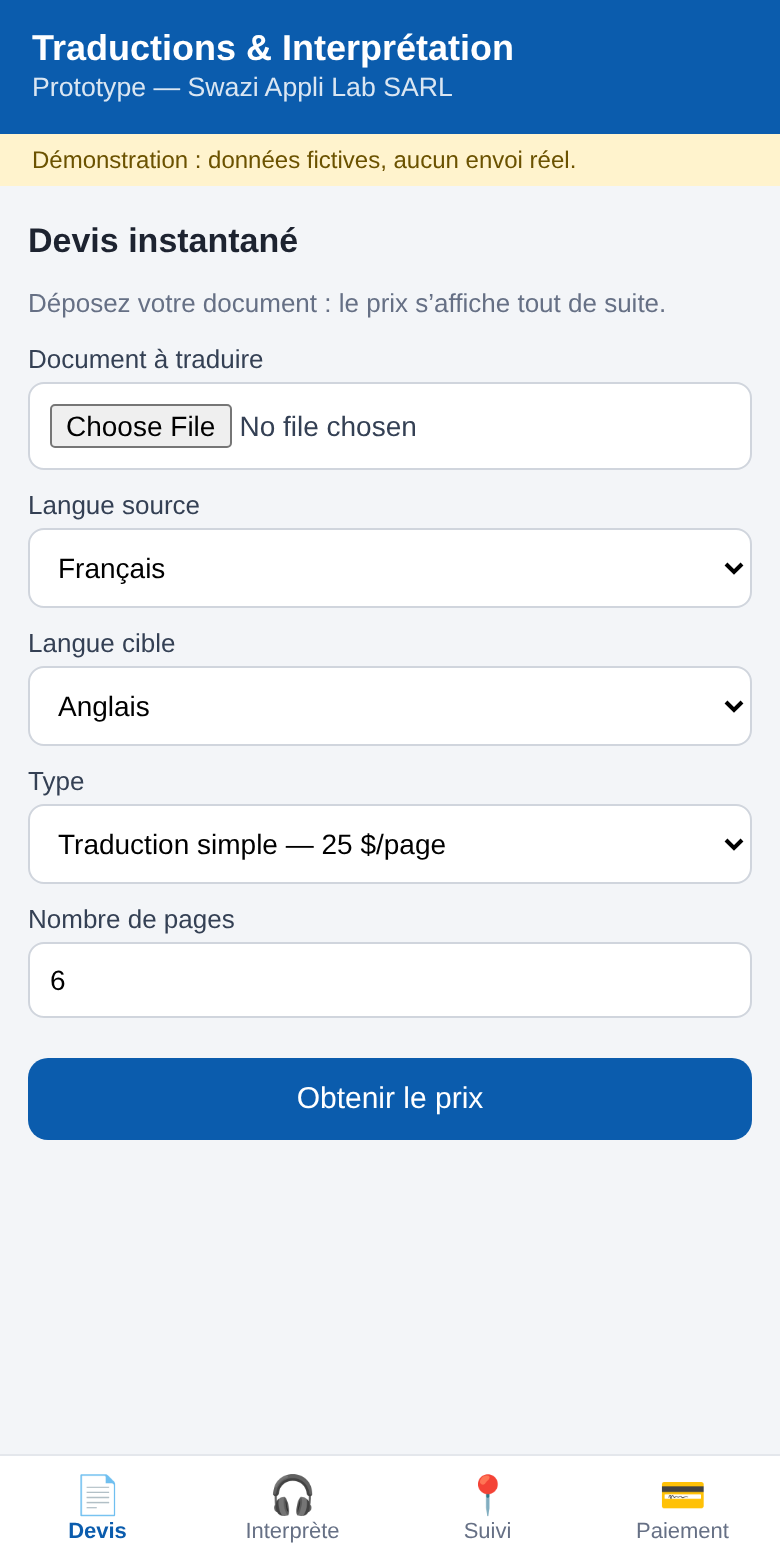 Traductions & Interprétation
Prototype — Swazi Appli Lab SARL
Démonstration : données fictives, aucun envoi réel.
Devis instantané
Déposez votre document : le prix s’affiche tout de suite.
Document à traduire
Choose File No file chosen
Langue source
Français
Langue cible
Anglais
Type
Traduction simple — 25 $/page
Nombre de pages
6
Obtenir le prix
Devis Interprète Suivi Paiement